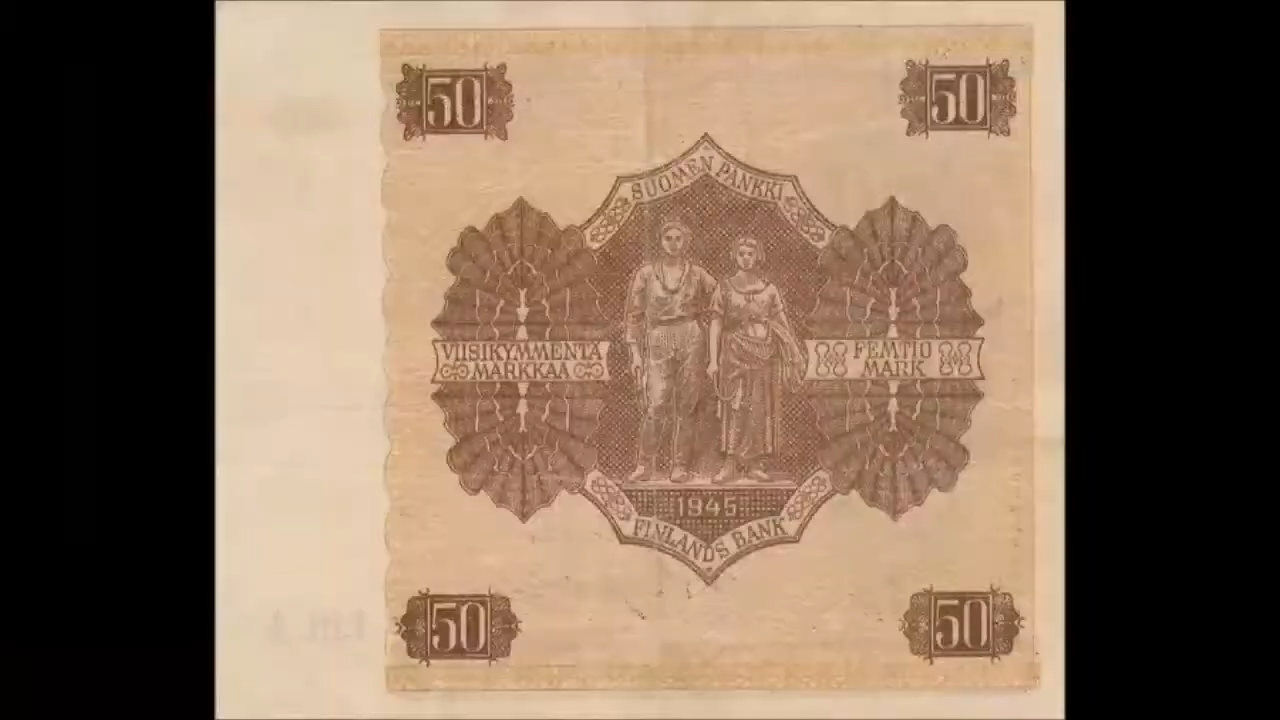 50
50
SUOMEN PANKKI
VIISIKYMMENTÄ
MARKKAA
FEMTIO
MARK
1945
FINLANDS BANK
50
50